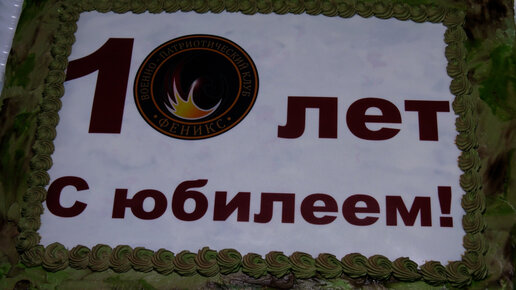 10 лет
ВОЕННО - ПАТРИОТИЧЕСКИЙ КЛУБ
ФЕНИКС
С юбилеем!